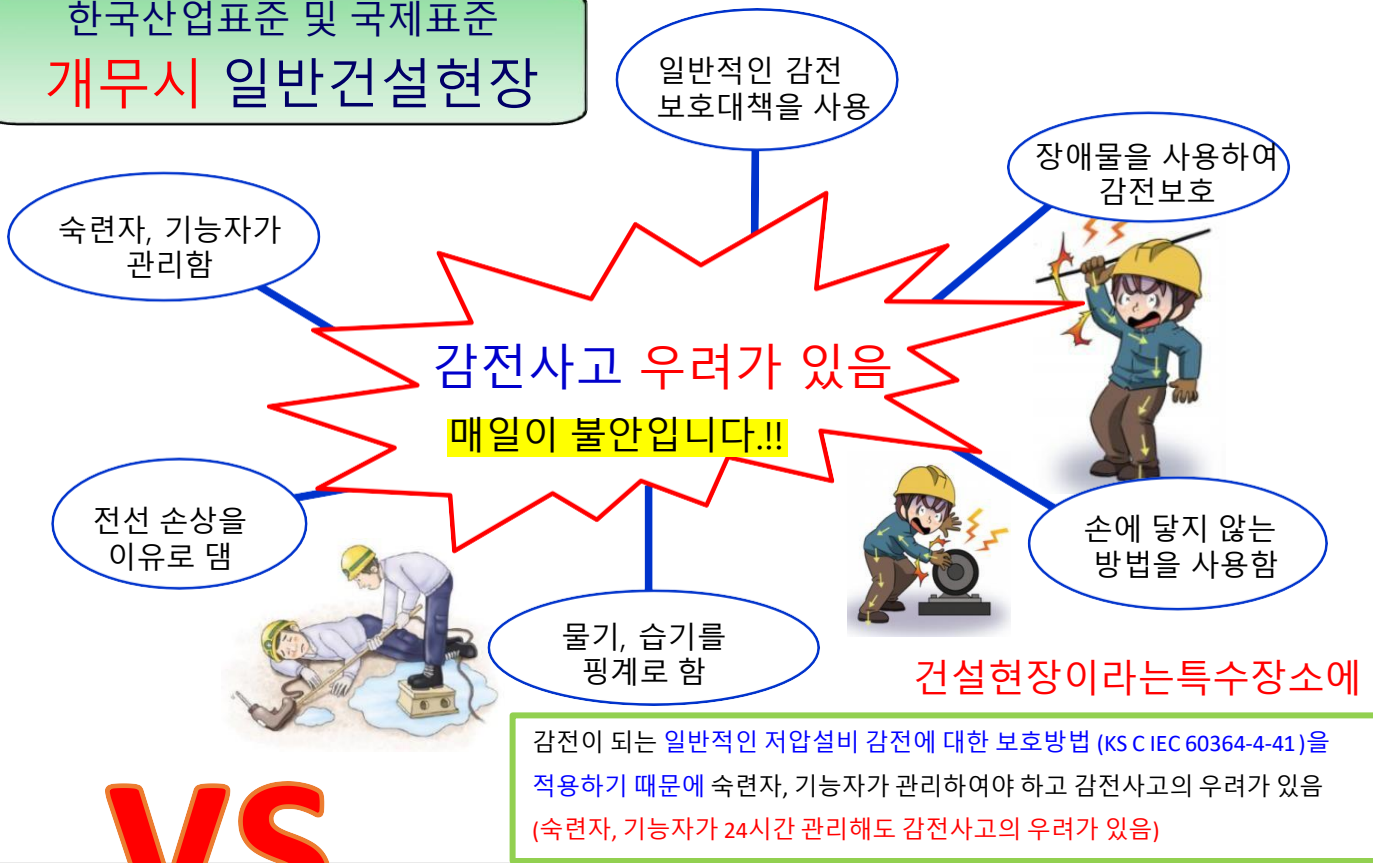 한국산업표준 및 국제표준
개무시 일반건설현장
일반적인 감전
보호대책을 사용
장애물을 사용하여
감전보호
숙련자, 기능자가
관리함
감전사고 우려가 있음
매일이 불안입니다.!!
전선 손상을
이유로 댐
손에 닿지 않는
방법을 사용함
물기, 습기를
핑계로 함
건설현장이라는특수장소에
감전이 되는 일반적인 저압설비 감전에 대한 보호방법 (KS C IEC 60364-4-41)을
적용하기 때문에 숙련자, 기능자가 관리하여야 하고 감전사고의 우려가 있음
(숙련자, 기능자가 24시간 관리해도 감전사고의 우려가 있음)
VS